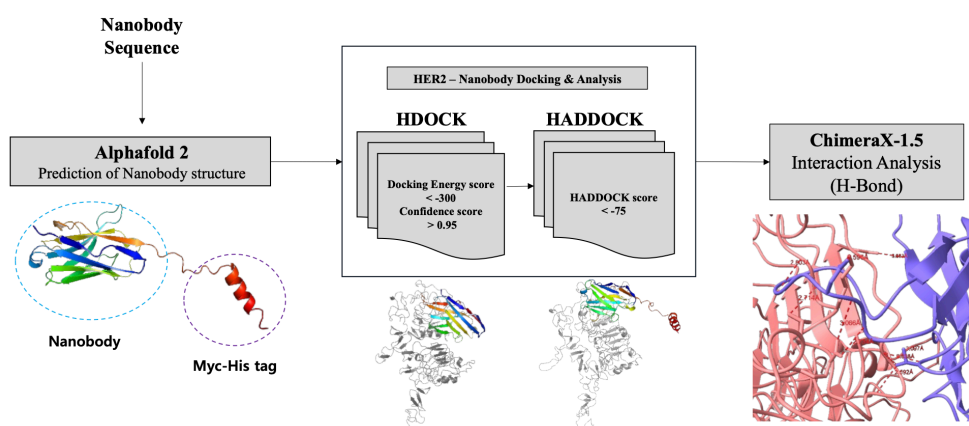 Nanobody
Sequence
Alphafold 2
Prediction of Nanobody structure
Nanobody
Myc-His tag
HER2 – Nanobody Docking & Analysis
HDOCK
Docking Energy score
< -300
Confidence score
> 0.95
HADDOCK
HADDOCK score
< -75
ChimeraX-1.5
Interaction Analysis
(H-Bond)